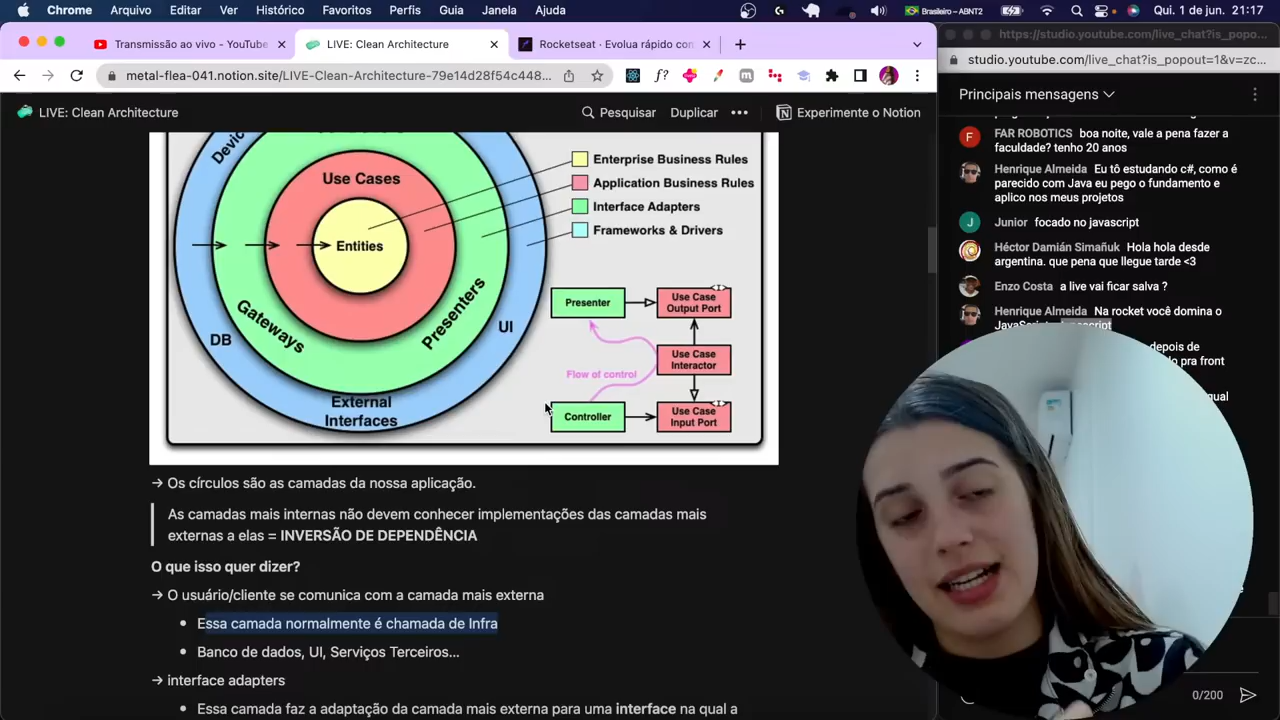 Chrome Arquivo Editar Ver Histórico Favoritos Perfis Guia Janela Ajuda
Brasileiro – ABNT2
Qui. 1 de jun. 21:17
Transmissão ao vivo - YouTube
LIVE: Clean Architecture
Rocketseat · Evolua rápido con
metal-flea-041.notion.site/LIVE-Clean-Architecture-79e14d28f54c448...
LIVE: Clean Architecture
Pesquisar
Duplicar
Experimente o Notion
Devic
Use Cases
Entities
Gateways
Presenters
DB
UI
External
Interfaces
Enterprise Business Rules
Application Business Rules
Interface Adapters
Frameworks & Drivers
Presenter
Use Case
Output Port
Flow of control
Use Case
Interactor
Controller
Use Case
Input Port
→ Os círculos são as camadas da nossa aplicação.
As camadas mais internas não devem conhecer implementações das camadas mais
externas a elas = INVERSÃO DE DEPENDÊNCIA
O que isso quer dizer?
→ O usuário/cliente se comunica com a camada mais externa
• Essa camada normalmente é chamada de Infra
• Banco de dados, UI, Serviços Terceiros...
→ interface adapters
• Essa camada faz a adaptação da camada mais externa para uma interface na qual a
https://studio.youtube.com/live_chat?is_popo...
studio.youtube.com/live_chat?is_popout=1&v=zc...
Principais mensagens
FAR ROBOTICS boa noite, vale a pena fazer a
faculdade? tenho 20 anos
Henrique Almeida Eu tô estudando c#, como é
parecido com Java eu pego o fundamento e
aplico nos meus projetos
Junior focado no javascript
Héctor Damián Simañuk Hola hola desde
argentina. que pena que llegue tarde <3
Enzo Costa a live vai ficar salva ?
Henrique Almeida Na rocket você domina o
depois de
pra front
0/200